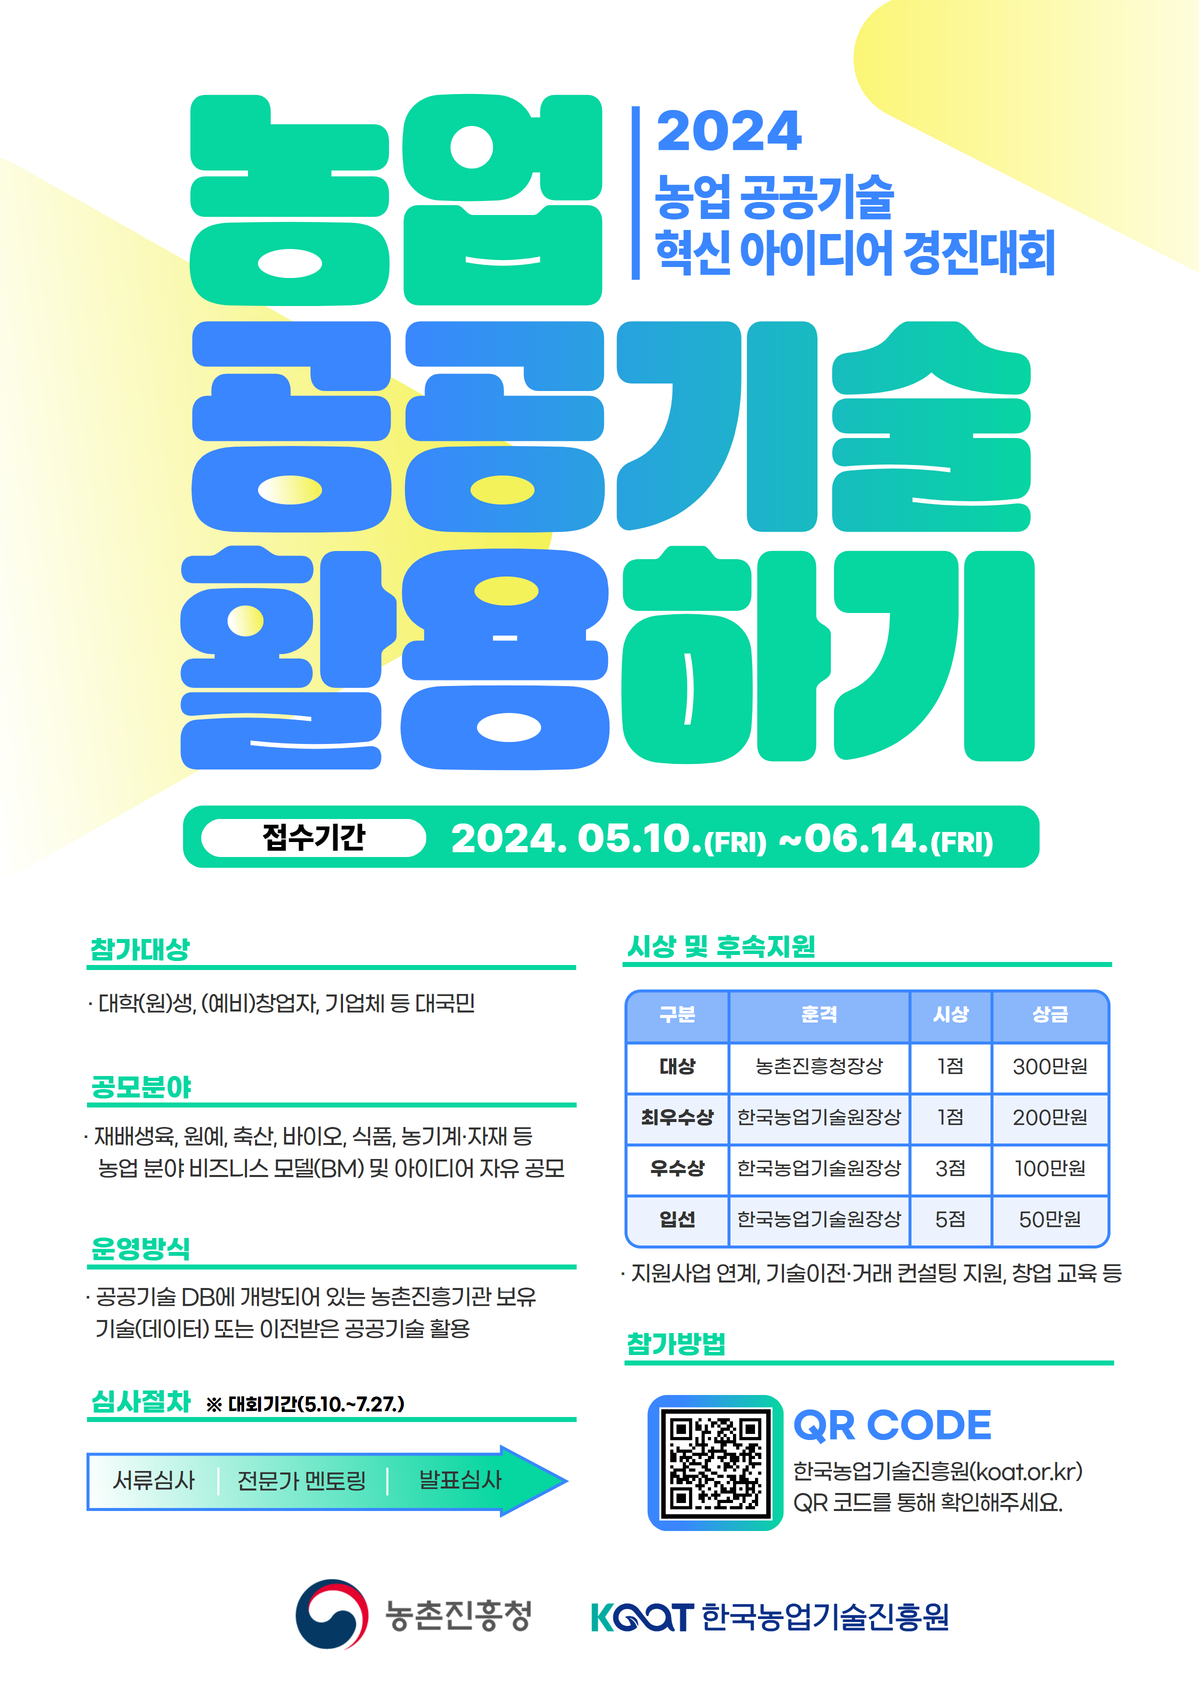 농업
2024
농업 공공기술
혁신 아이디어 경진대회
공공기술
활용하기
접수기간 2024. 05.10.(FRI) ~06.14.(FRI)
참가대상
· 대학(원)생, (예비)창업자, 기업체 등 대국민
공모분야
· 재배생육, 원예, 축산, 바이오, 식품, 농기계·자재 등
농업 분야 비즈니스 모델(BM) 및 아이디어 자유 공모
운영방식
· 공공기술 DB에 개방되어 있는 농촌진흥기관 보유
기술(데이터) 또는 이전받은 공공기술 활용
심사절차 ※ 대회기간(5.10.~7.27.)
서류심사 전문가 멘토링 발표심사
시상 및 후속지원
구분 훈격 시상 상금
대상 농촌진흥청장상 1점 300만원
최우수상 한국농업기술원장상 1점 200만원
우수상 한국농업기술원장상 3점 100만원
입선 한국농업기술원장상 5점 50만원
· 지원사업 연계, 기술이전·거래 컨설팅 지원, 창업 교육 등
참가방법
QR CODE
한국농업기술진흥원(koat.or.kr)
QR 코드를 통해 확인해주세요.
농촌진흥청
KOAT 한국농업기술진흥원